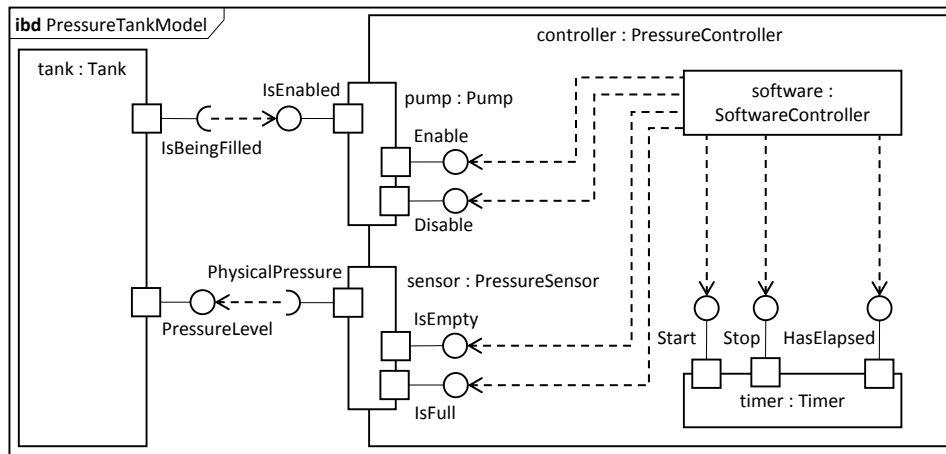 ibd PressureTankModel
controller : PressureController
tank : Tank
IsEnabled
pump : Pump
software :
SoftwareController
Enable
IsBeingFilled
Disable
PhysicalPressure
sensor : PressureSensor
PressureLevel
IsEmpty
Start
Stop
HasElapsed
IsFull
timer : Timer